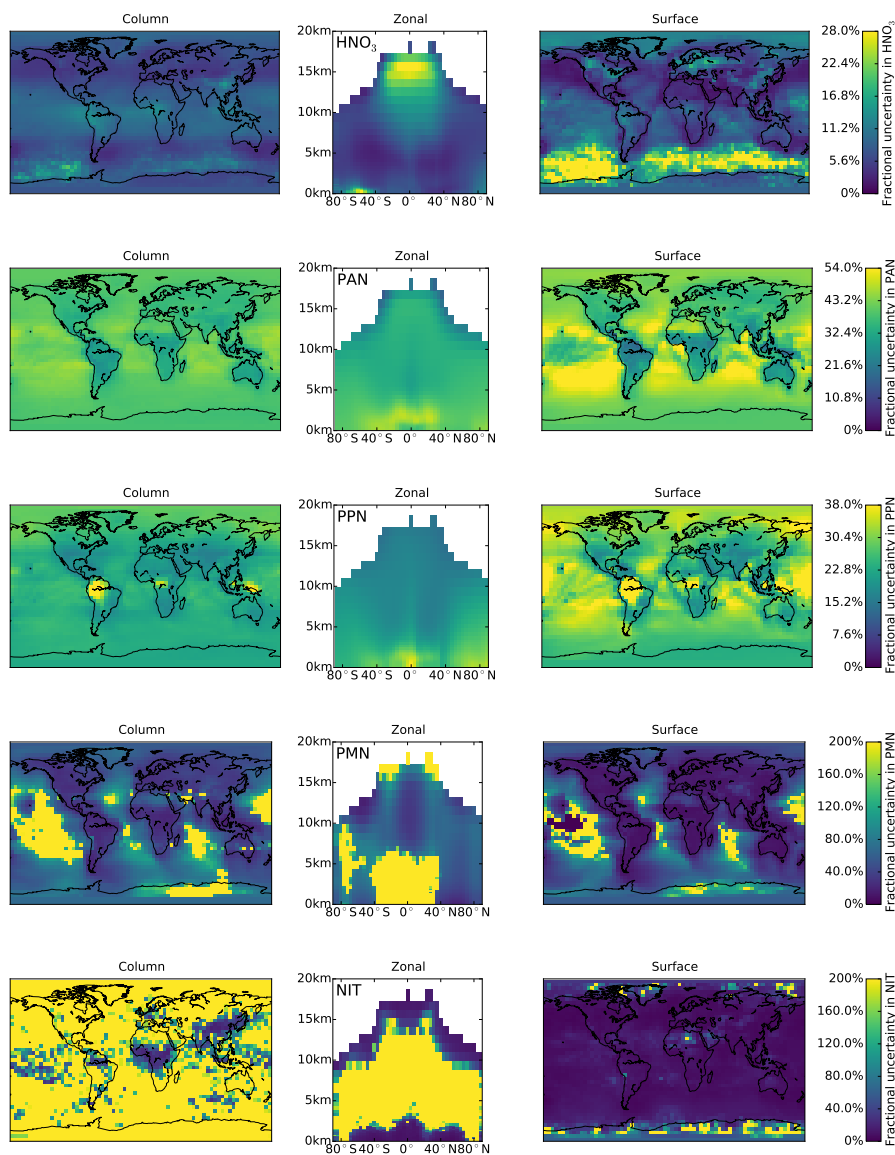 Column
Zonal
Surface
20km
15km
10km
5km
0km
HNO₃
80°S 40°S 0° 40°N 80°N
28.0%
22.4%
16.8%
11.2%
5.6%
0%
Fractional uncertainty in HNO₃
Column
Zonal
Surface
20km
15km
10km
5km
0km
PAN
80°S 40°S 0° 40°N 80°N
54.0%
43.2%
32.4%
21.6%
10.8%
0%
Fractional uncertainty in PAN
Column
Zonal
Surface
20km
15km
10km
5km
0km
PPN
80°S 40°S 0° 40°N 80°N
38.0%
30.4%
22.8%
15.2%
7.6%
0%
Fractional uncertainty in PPN
Column
Zonal
Surface
20km
15km
10km
5km
0km
PMN
80°S 40°S 0° 40°N 80°N
200%
160.0%
120.0%
80.0%
40.0%
0%
Fractional uncertainty in PMN
Column
Zonal
Surface
20km
15km
10km
5km
0km
NIT
80°S 40°S 0° 40°N 80°N
200%
160.0%
120.0%
80.0%
40.0%
0%
Fractional uncertainty in NIT